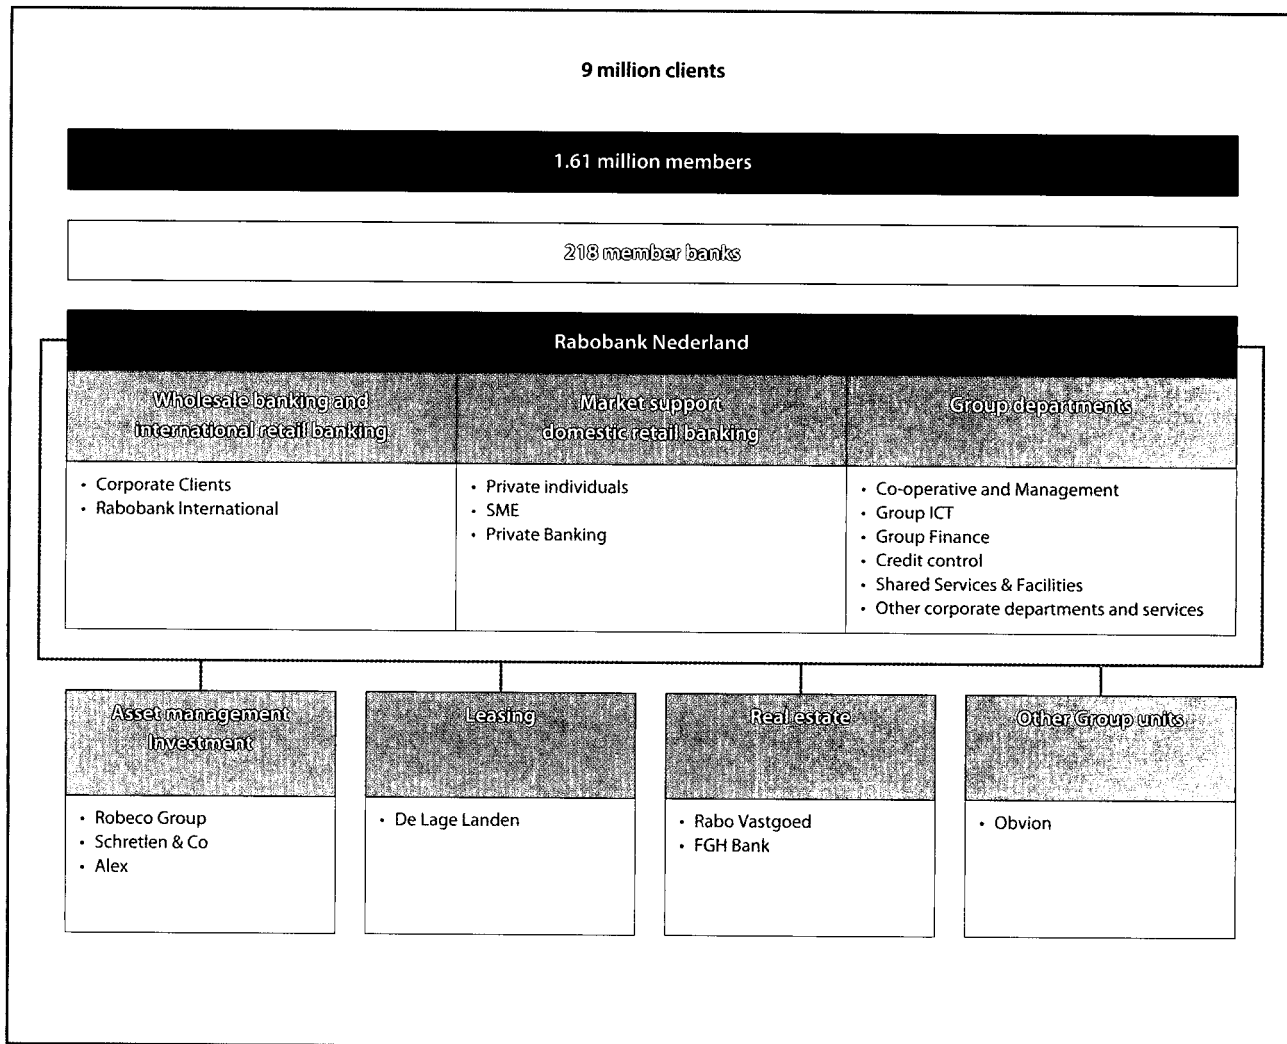 9 million clients
1.61 million members
218 member banks
Rabobank Nederland
Wholesale banking and
international retail banking
• Corporate Clients
• Rabobank International
Market support
domestic retail banking
• Private individuals
• SME
• Private Banking
Group departments
• Co-operative and Management
• Group ICT
• Group Finance
• Credit control
• Shared Services & Facilities
• Other corporate departments and services
Asset management
Investment
• Robeco Group
• Schretlen & Co
• Alex
Leasing
• De Lage Landen
Real estate
• Rabo Vastgoed
• FGH Bank
Other Group units
• Obvion